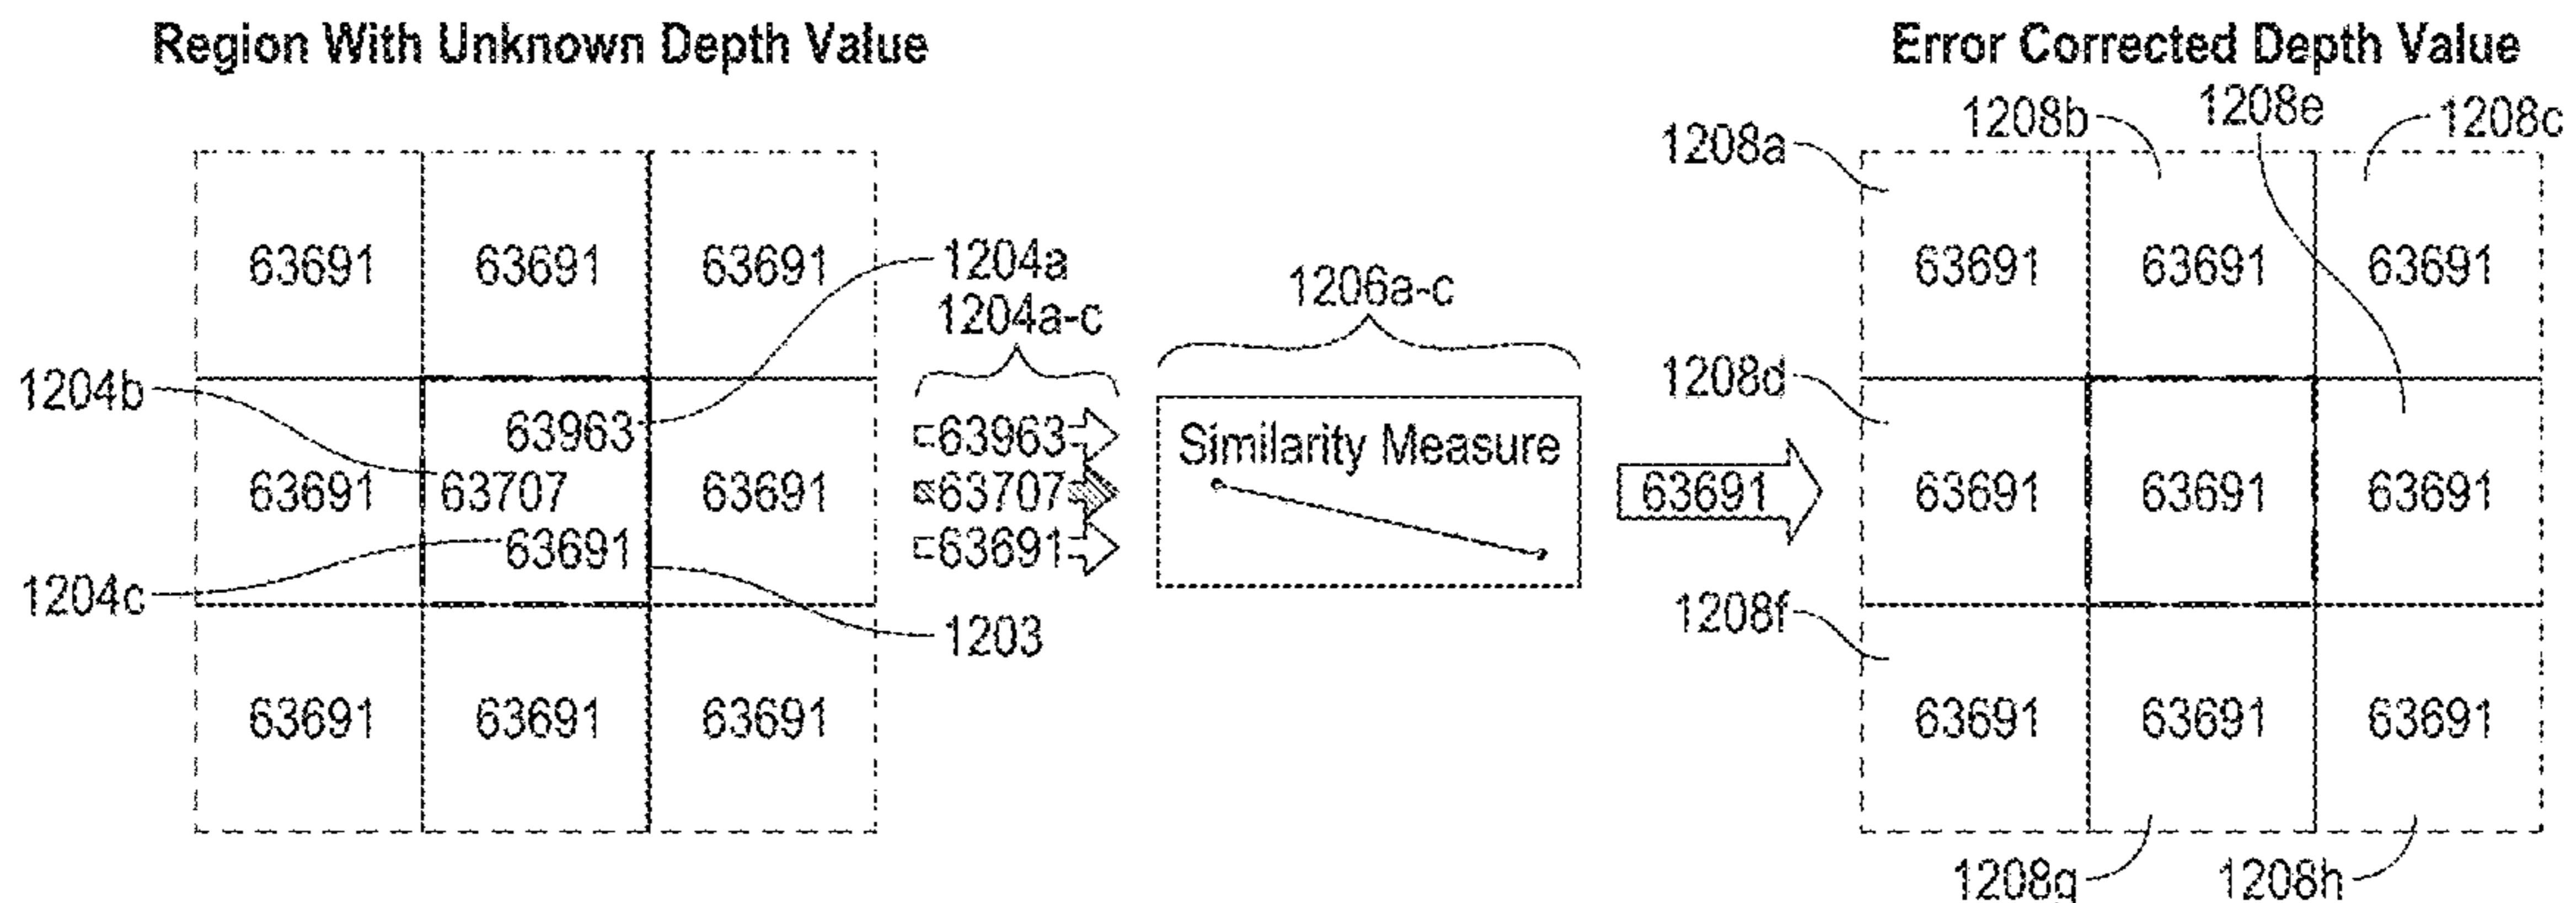 Region With Unknown Depth Value
Error Corrected Depth Value
1208a
1208b
1208e
1208c
63691 63691 63691
1204a
1204a-c
1206a-c
63691 63691 63691
1204b
63963
63691 63707 63691
63691
1204c
1203
63963
63707
63691
Similarity Measure
63691
1208d
63691 63691 63691
1208f
63691 63691 63691
63691 63691 63691
1208g
1208h